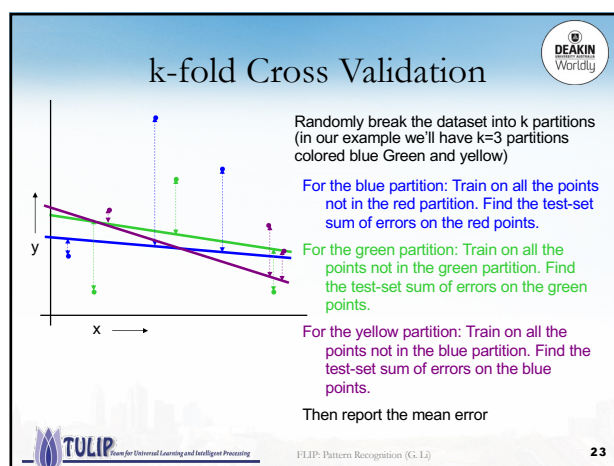 k-fold Cross Validation
DEAKIN
UNIVERSITY AUSTRALIA
Worldly
Randomly break the dataset into k partitions
(in our example we'll have k=3 partitions
colored blue Green and yellow)
For the blue partition: Train on all the points
not in the red partition. Find the test-set
sum of errors on the red points.
For the green partition: Train on all the
points not in the green partition. Find
the test-set sum of errors on the green
points.
For the yellow partition: Train on all the
points not in the blue partition. Find the
test-set sum of errors on the blue
points.
Then report the mean error
y
x
TULIP Team for Universal Learning and Intelligent Processing
FLIP: Pattern Recognition (G. Li)
23